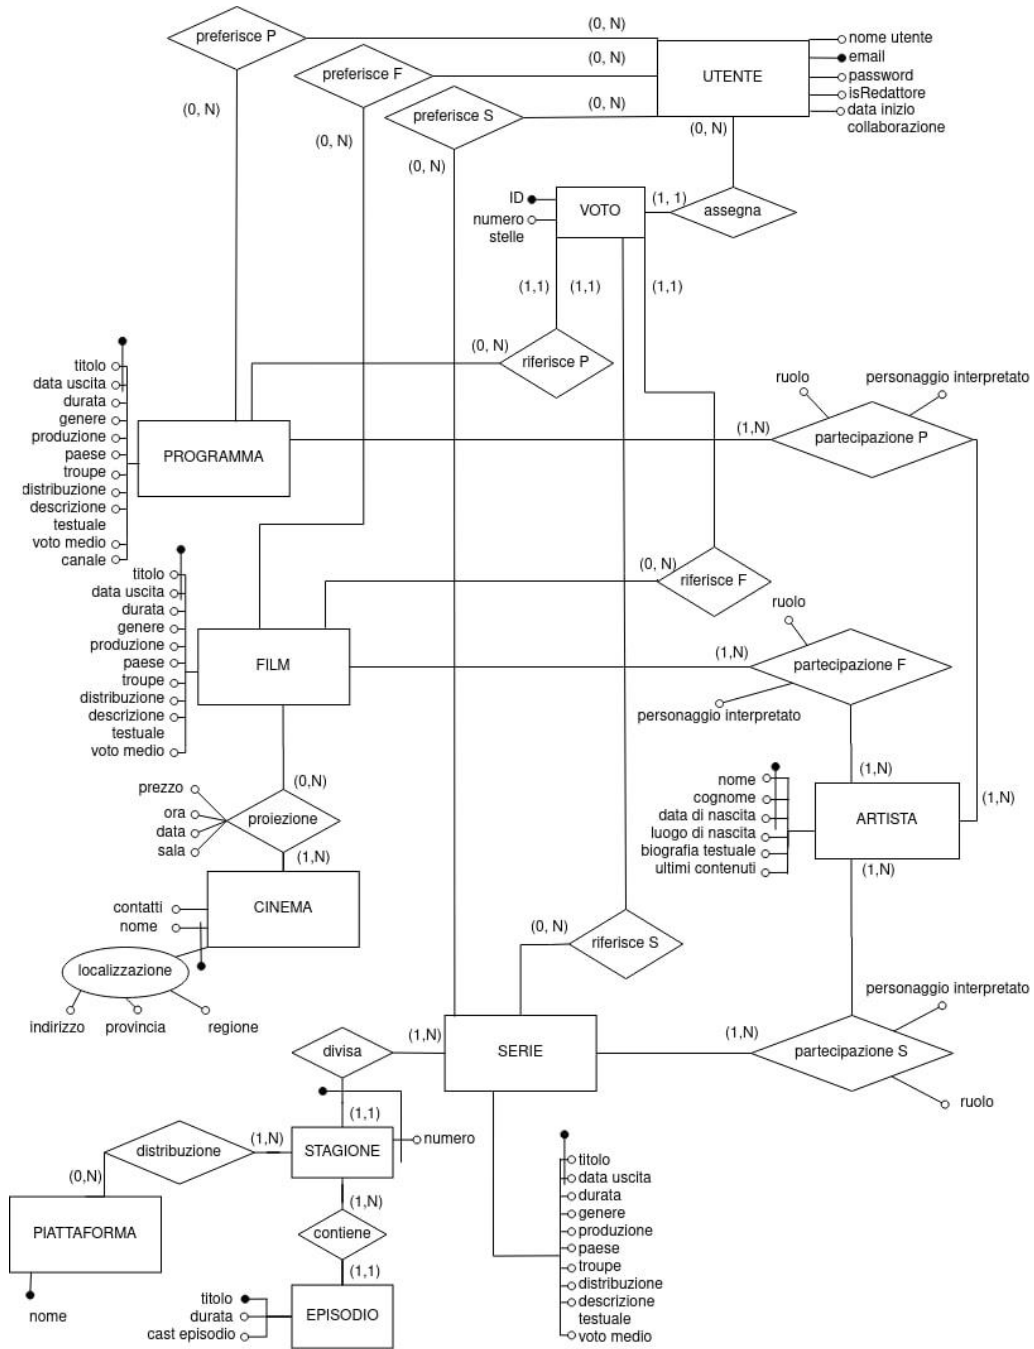 preferisce P
(0, N)
nome utente
email
preferisce F
(0, N)
UTENTE
password
isRedattore
(0, N)
preferisce S
(0, N)
data inizio
collaborazione
(0, N)
(0, N)
(0, N)
ID
VOTO
(1, 1)
assegna
numero
stelle
(1,1)
(1,1)
(1,1)
(0, N)
riferisce P
titolo
data uscita
durata
genere
produzione
paese
troupe
distribuzione
descrizione
testuale
voto medio
canale
PROGRAMMA
ruolo
personaggio interpretato
(1,N)
partecipazione P
titolo
data uscita
durata
genere
produzione
paese
troupe
distribuzione
descrizione
testuale
voto medio
FILM
(0, N)
riferisce F
ruolo
(1,N)
partecipazione F
personaggio interpretato
prezzo
ora
data
sala
(0,N)
proiezione
(1,N)
nome
cognome
data di nascita
luogo di nascita
biografia testuale
ultimi contenuti
(1,N)
ARTISTA
(1,N)
(1,N)
contatti
nome
CINEMA
localizzazione
indirizzo
provincia
regione
(0, N)
riferisce S
personaggio interpretato
divisa
(1,N)
SERIE
(1,N)
partecipazione S
ruolo
(1,1)
numero
distribuzione
(1,N)
STAGIONE
(0,N)
PIATTAFORMA
nome
(1,N)
contiene
(1,1)
titolo
durata
cast episodio
EPISODIO
titolo
data uscita
durata
genere
produzione
paese
troupe
distribuzione
descrizione
testuale
voto medio